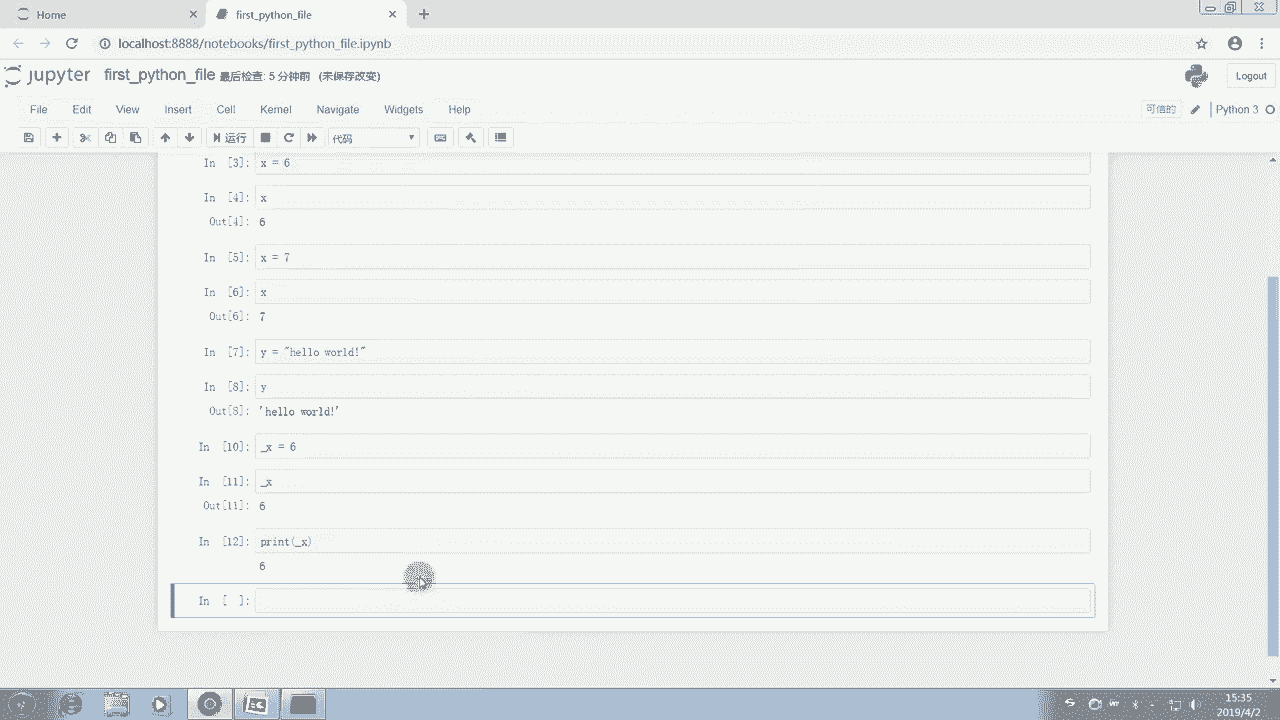 Home
first_python_file
localhost:8888/notebooks/first_python_file.ipynb
jupyter first_python_file 最后检查: 5 分钟前 (未保存改变)
Logout
File Edit View Insert Cell Kernel Navigate Widgets Help
可信的 Python 3
运行 代码
In [3]: x = 6
In [4]: x
Out[4]: 6
In [5]: x = 7
In [6]: x
Out[6]: 7
In [7]: y = "hello world!"
In [8]: y
Out[8]: 'hello world!'
In [10]: _x = 6
In [11]: _x
Out[11]: 6
In [12]: print(_x)
6
In [ ]:
15:35
2019/4/2